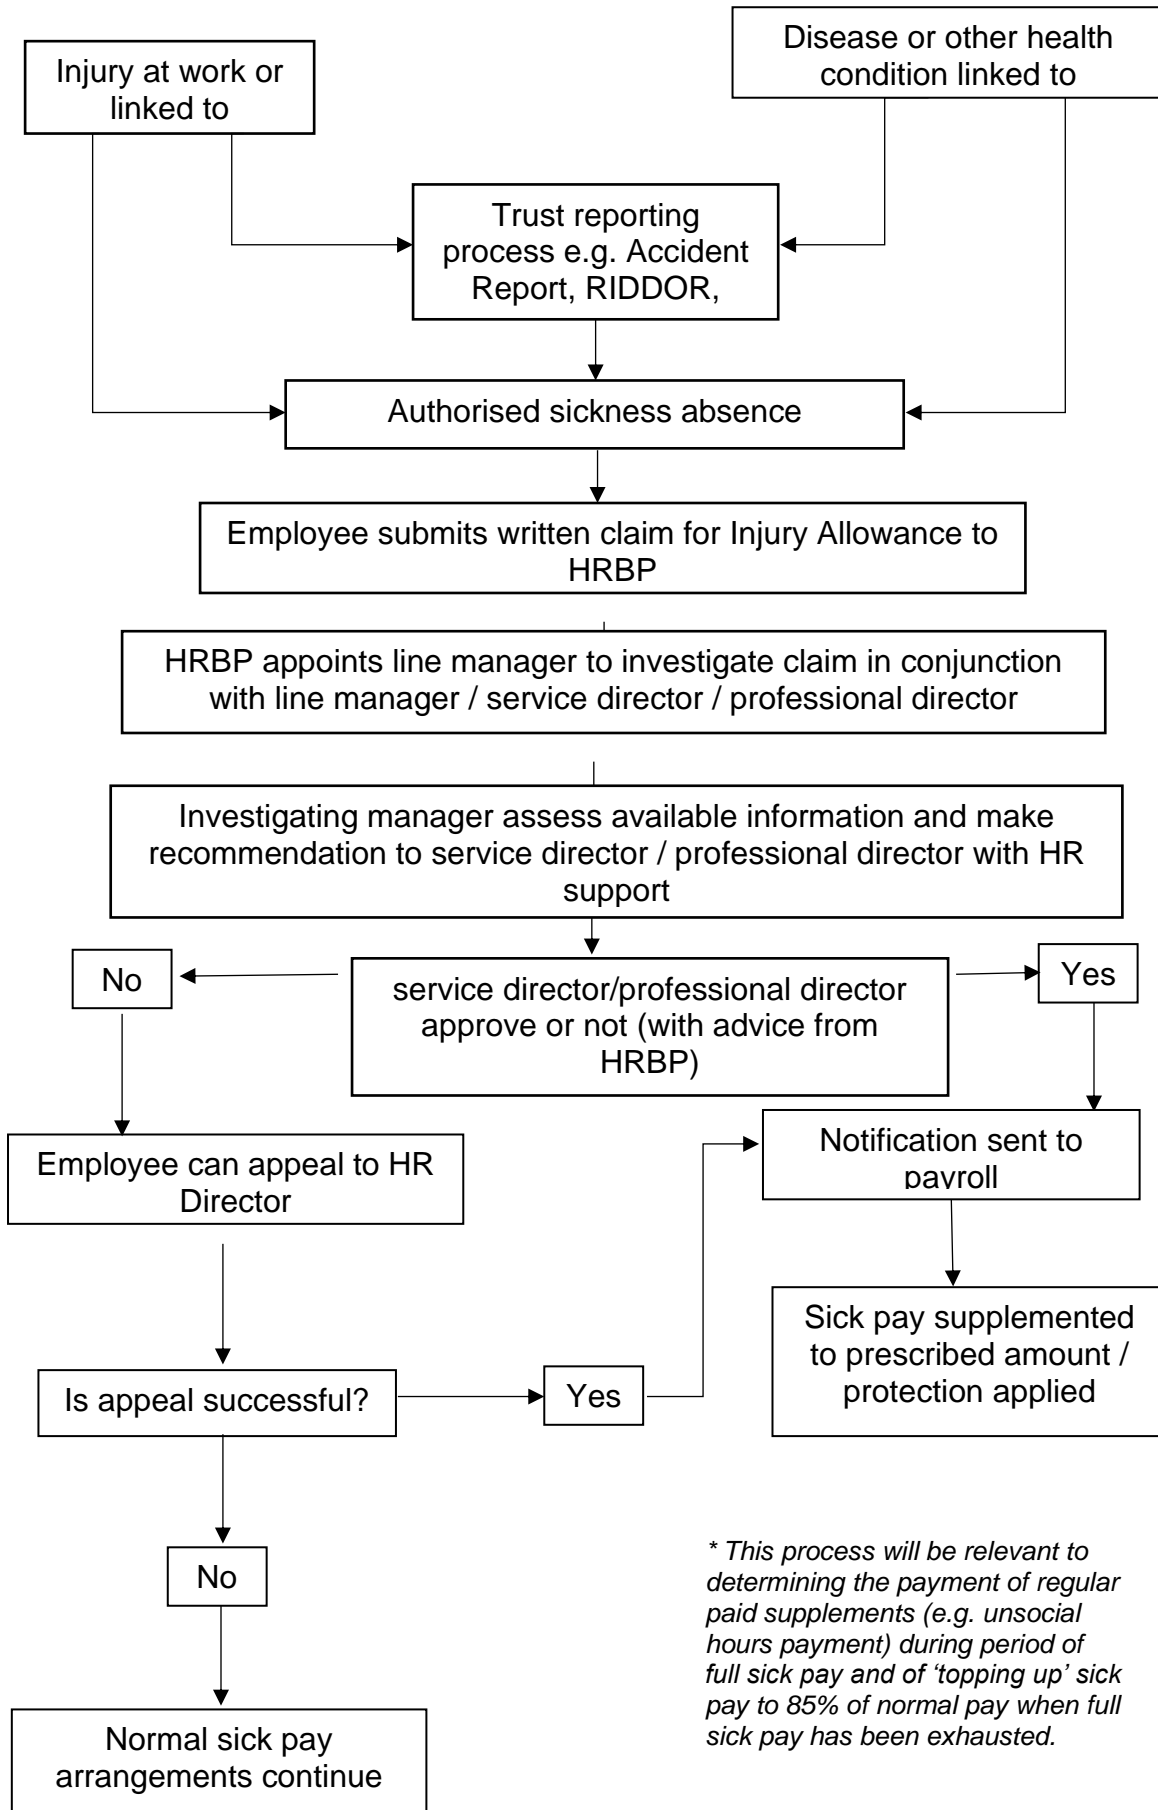 Injury at work or
linked to
Disease or other health
condition linked to
Trust reporting
process e.g. Accident
Report, RIDDOR,
Authorised sickness absence
Employee submits written claim for Injury Allowance to
HRBP
HRBP appoints line manager to investigate claim in conjunction
with line manager / service director / professional director
Investigating manager assess available information and make
recommendation to service director / professional director with HR
support
No
service director/professional director
approve or not (with advice from
HRBP)
Yes
Employee can appeal to HR
Director
Notification sent to
payroll
Sick pay supplemented
to prescribed amount /
protection applied
Is appeal successful?
Yes
No
Normal sick pay
arrangements continue
* This process will be relevant to
determining the payment of regular
paid supplements (e.g. unsocial
hours payment) during period of
full sick pay and of ‘topping up’ sick
pay to 85% of normal pay when full
sick pay has been exhausted.